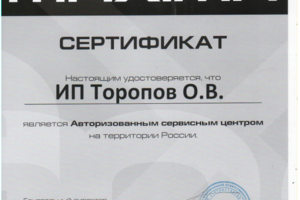 СЕРТИФИКАТ
Настоящим удостоверяется, что
ИП Торопов О.В.
является Авторизованным сервисным центром
на территории России.